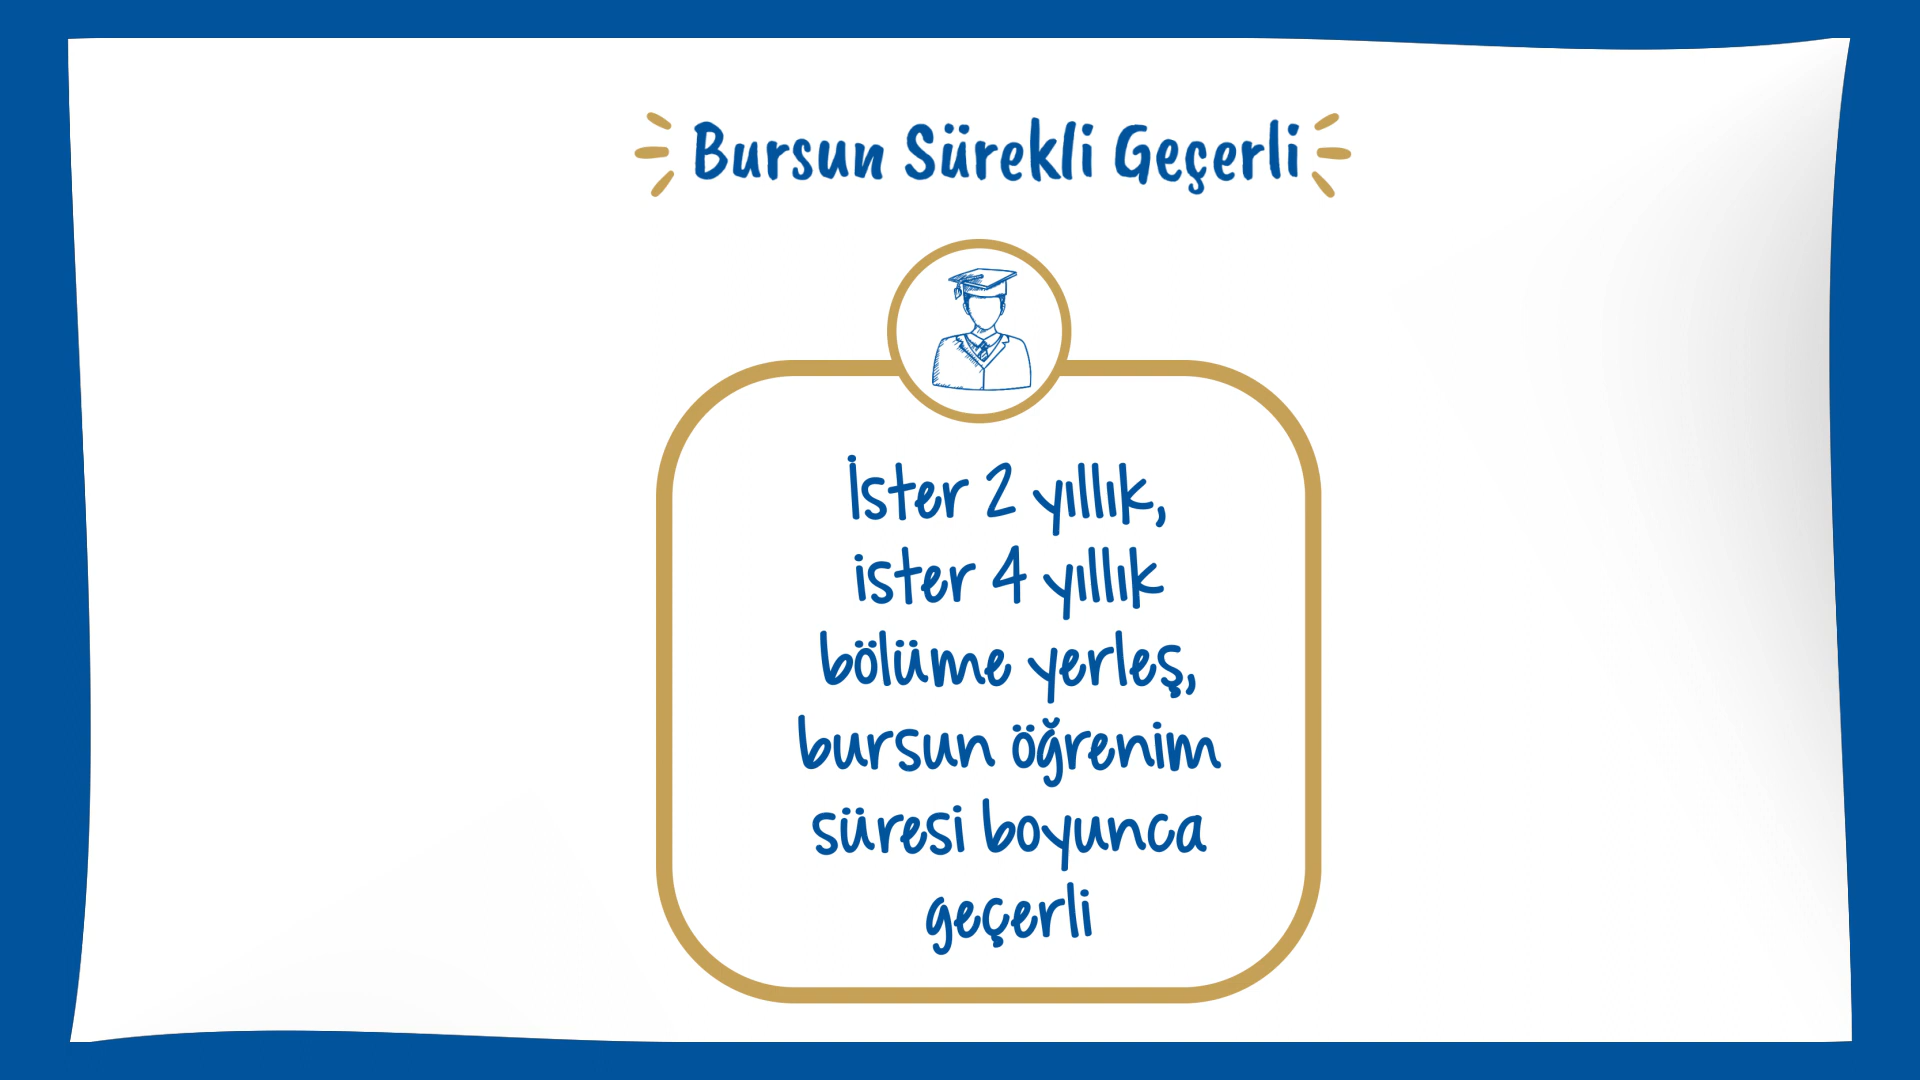 Bursun Sürekli Geçerli
İster 2 yıllık,
ister 4 yıllık
bölüme yerleş,
bursun öğrenim
süresi boyunca
geçerli